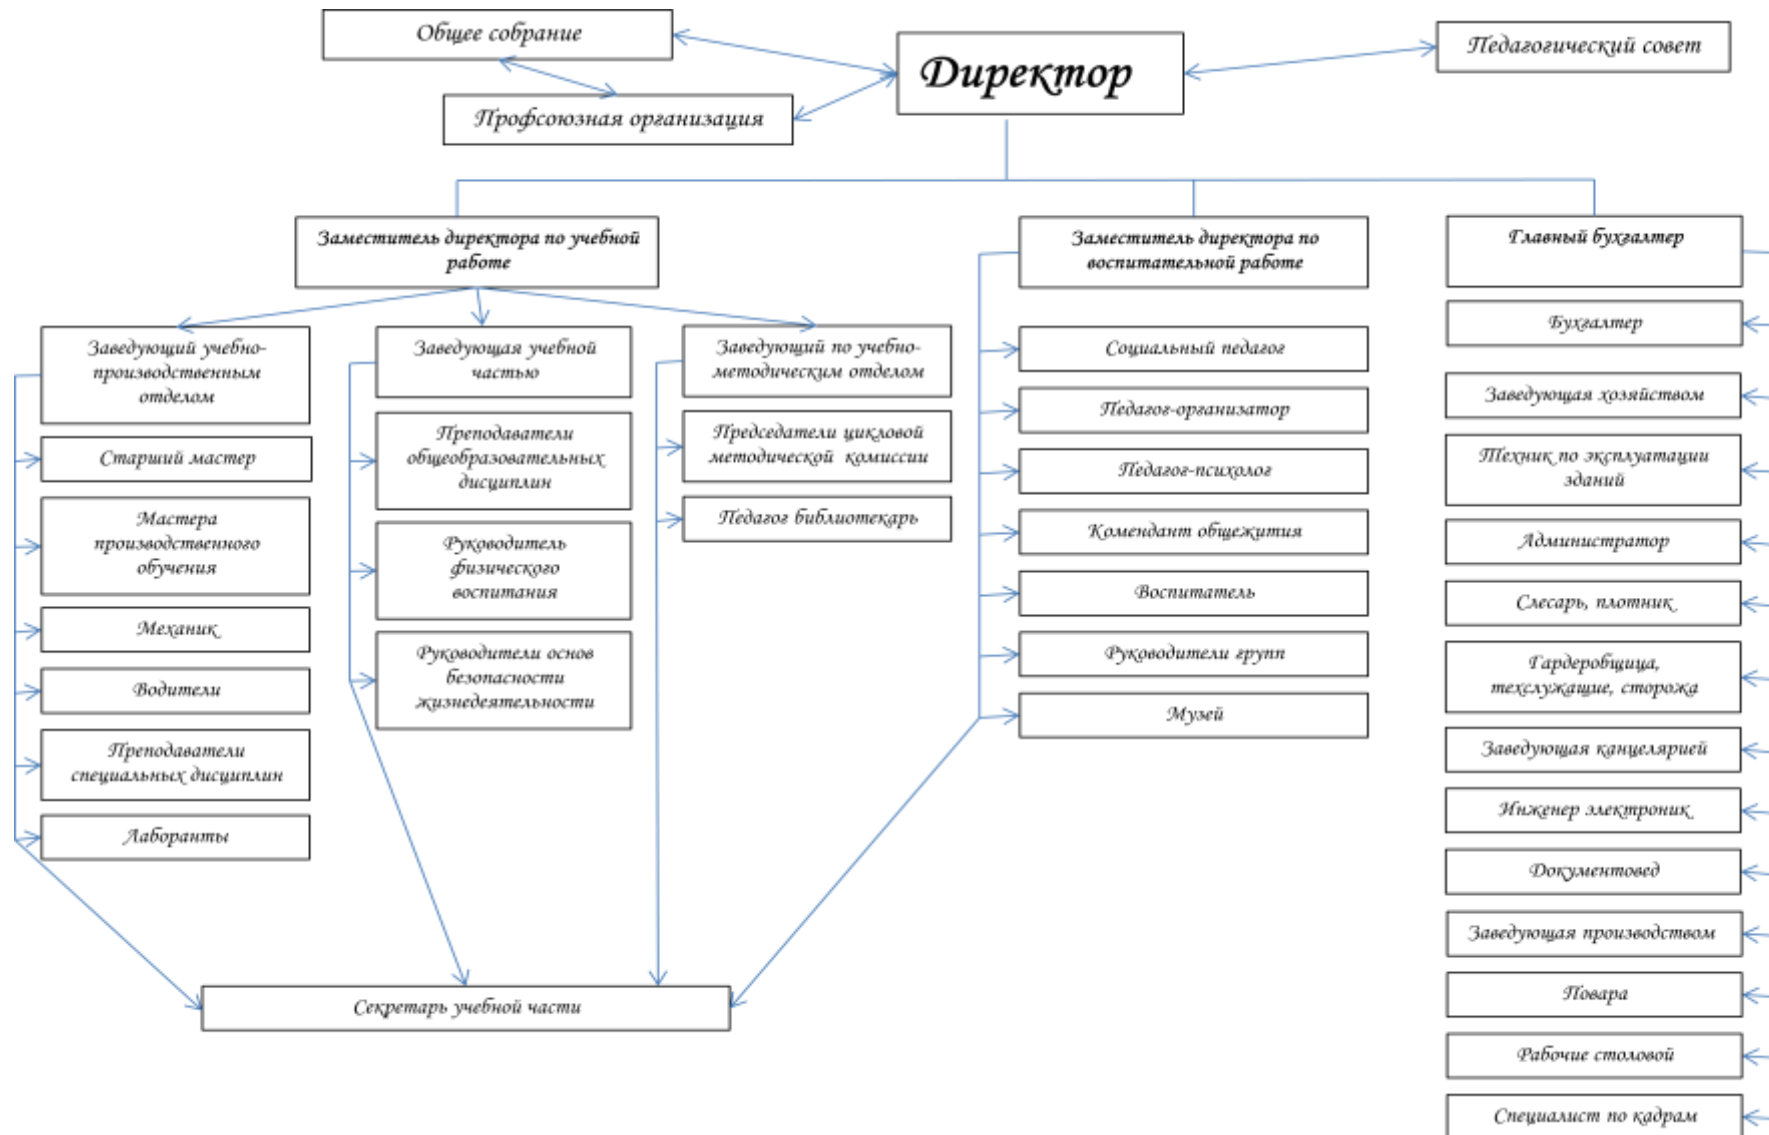 Общее собрание
Директор
Педагогический совет
Профсоюзная организация
Заместитель директора по учебной
работе
Заместитель директора по
воспитательной работе
Главный бухгалтер
Заведующий учебно-
производственным
отделом
Старший мастер
Мастера
производственного
обучения
Механик
Водители
Преподаватели
специальных дисциплин
Лаборанты
Заведующая учебной
частью
Преподаватели
общеобразовательных
дисциплин
Руководитель
физического
воспитания
Руководители основ
безопасности
жизнедеятельности
Заведующий по учебно-
методическим отделом
Председатели цикловой
методической комиссии
Педагог библиотекарь
Секретарь учебной части
Социальный педагог
Педагог-организатор
Педагог-психолог
Комендант общежития
Воспитатель
Руководители групп
Музей
Бухгалтер
Заведующая хозяйством
Техник по эксплуатации
зданий
Администратор
Слесарь, плотник
Гардеробщица,
техслужащие, сторожа
Заведующая канцелярией
Инженер электроник
Документовед
Заведующая производством
Повара
Рабочие столовой
Специалист по кадрам